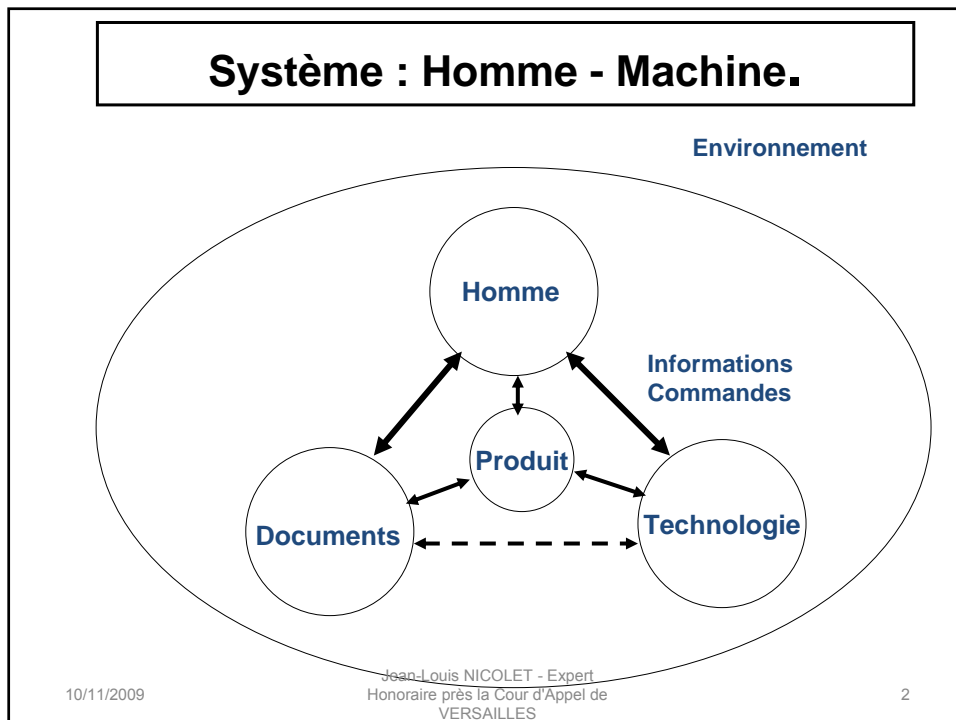 Système : Homme - Machine.
Environnement
Homme
Informations
Commandes
Produit
Documents
Technologie
10/11/2009
Jean-Louis NICOLET - Expert
Honoraire près la Cour d'Appel de
VERSAILLES
2